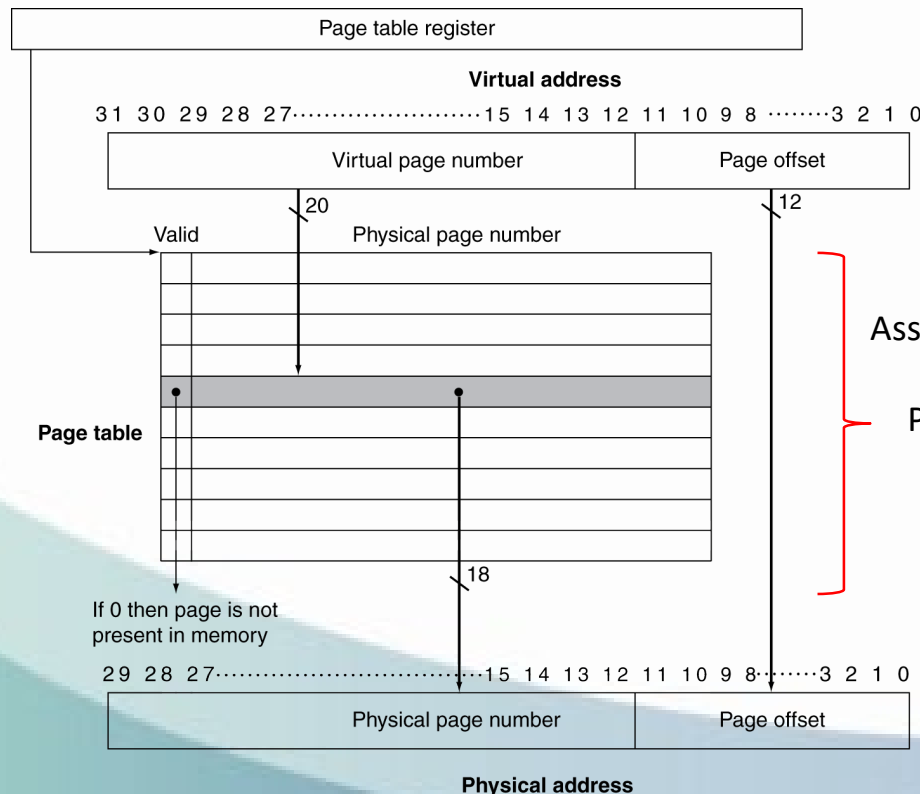 Page table register
Virtual address
31 30 29 28 27·······················15 14 13 12 11 10 9 8 ········3 2 1 0
Virtual page number Page offset
20 12
Valid Physical page number
Ass
P
Page table
18
If 0 then page is not
present in memory
29 28 27································15 14 13 12 11 10 9 8········3 2 1 0
Physical page number Page offset
Physical address